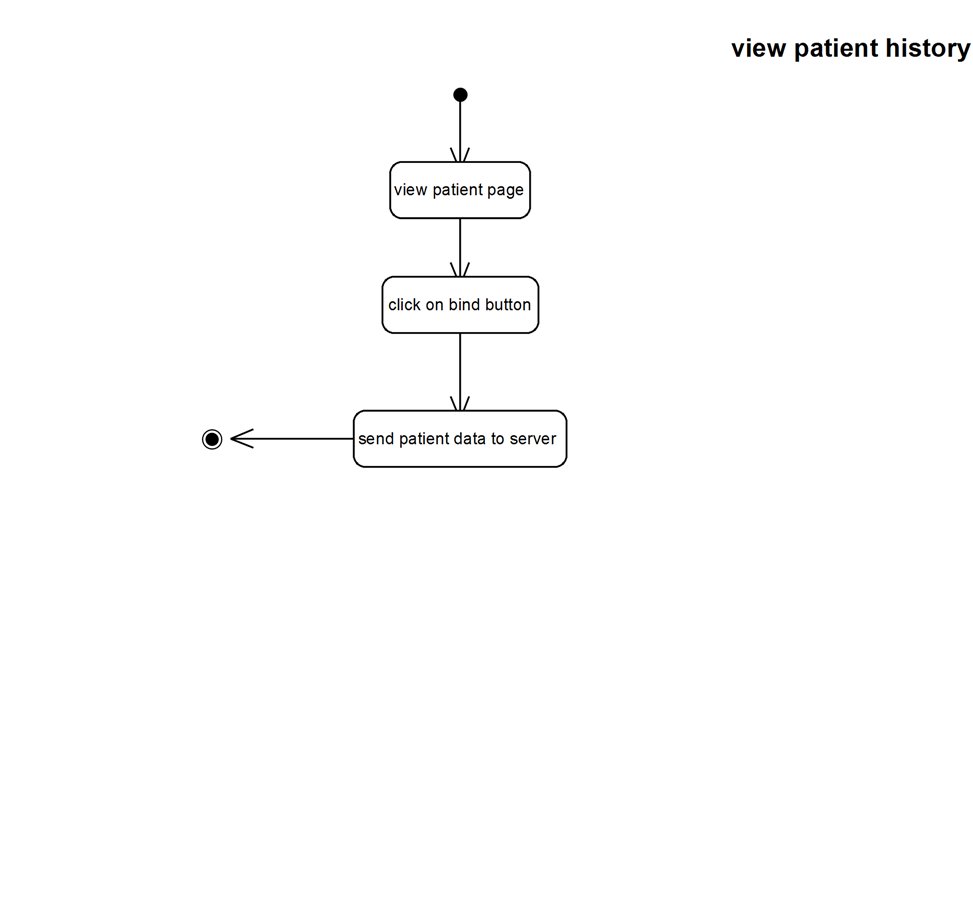 view patient history
view patient page
click on bind button
send patient data to server